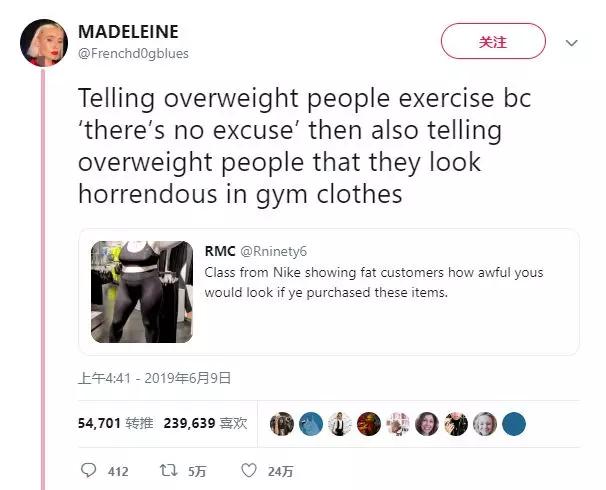 MADELEINE
@Frenchd0gblues
关注
Telling overweight people exercise bc
‘there’s no excuse’ then also telling
overweight people that they look
horrendous in gym clothes
RMC @Rninety6
Class from Nike showing fat customers how awful yous
would look if ye purchased these items.
上午4:41 - 2019年6月9日
54,701 转推 239,639 喜欢
412 5万 24万